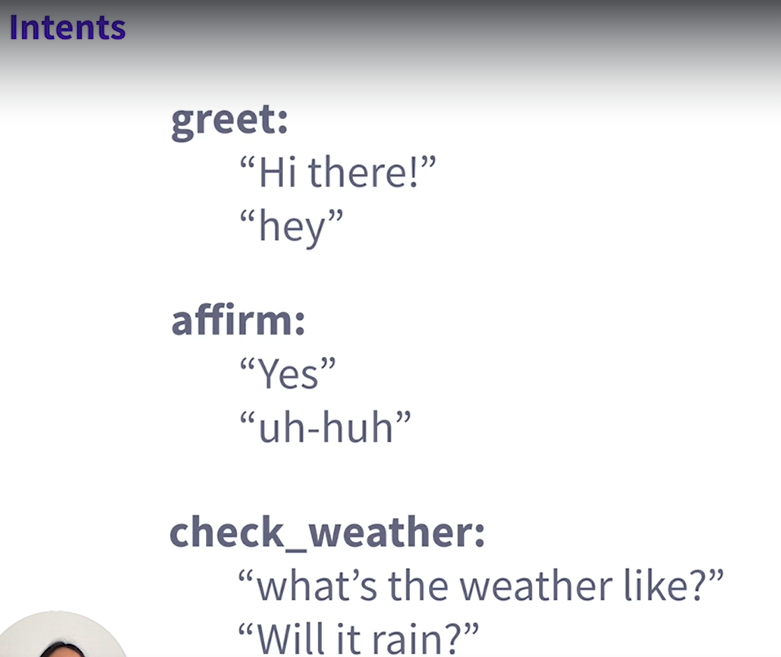 Intents
greet:
“Hi there!”
“hey”
affirm:
“Yes”
“uh-huh”
check_weather:
“what’s the weather like?”
“Will it rain?”